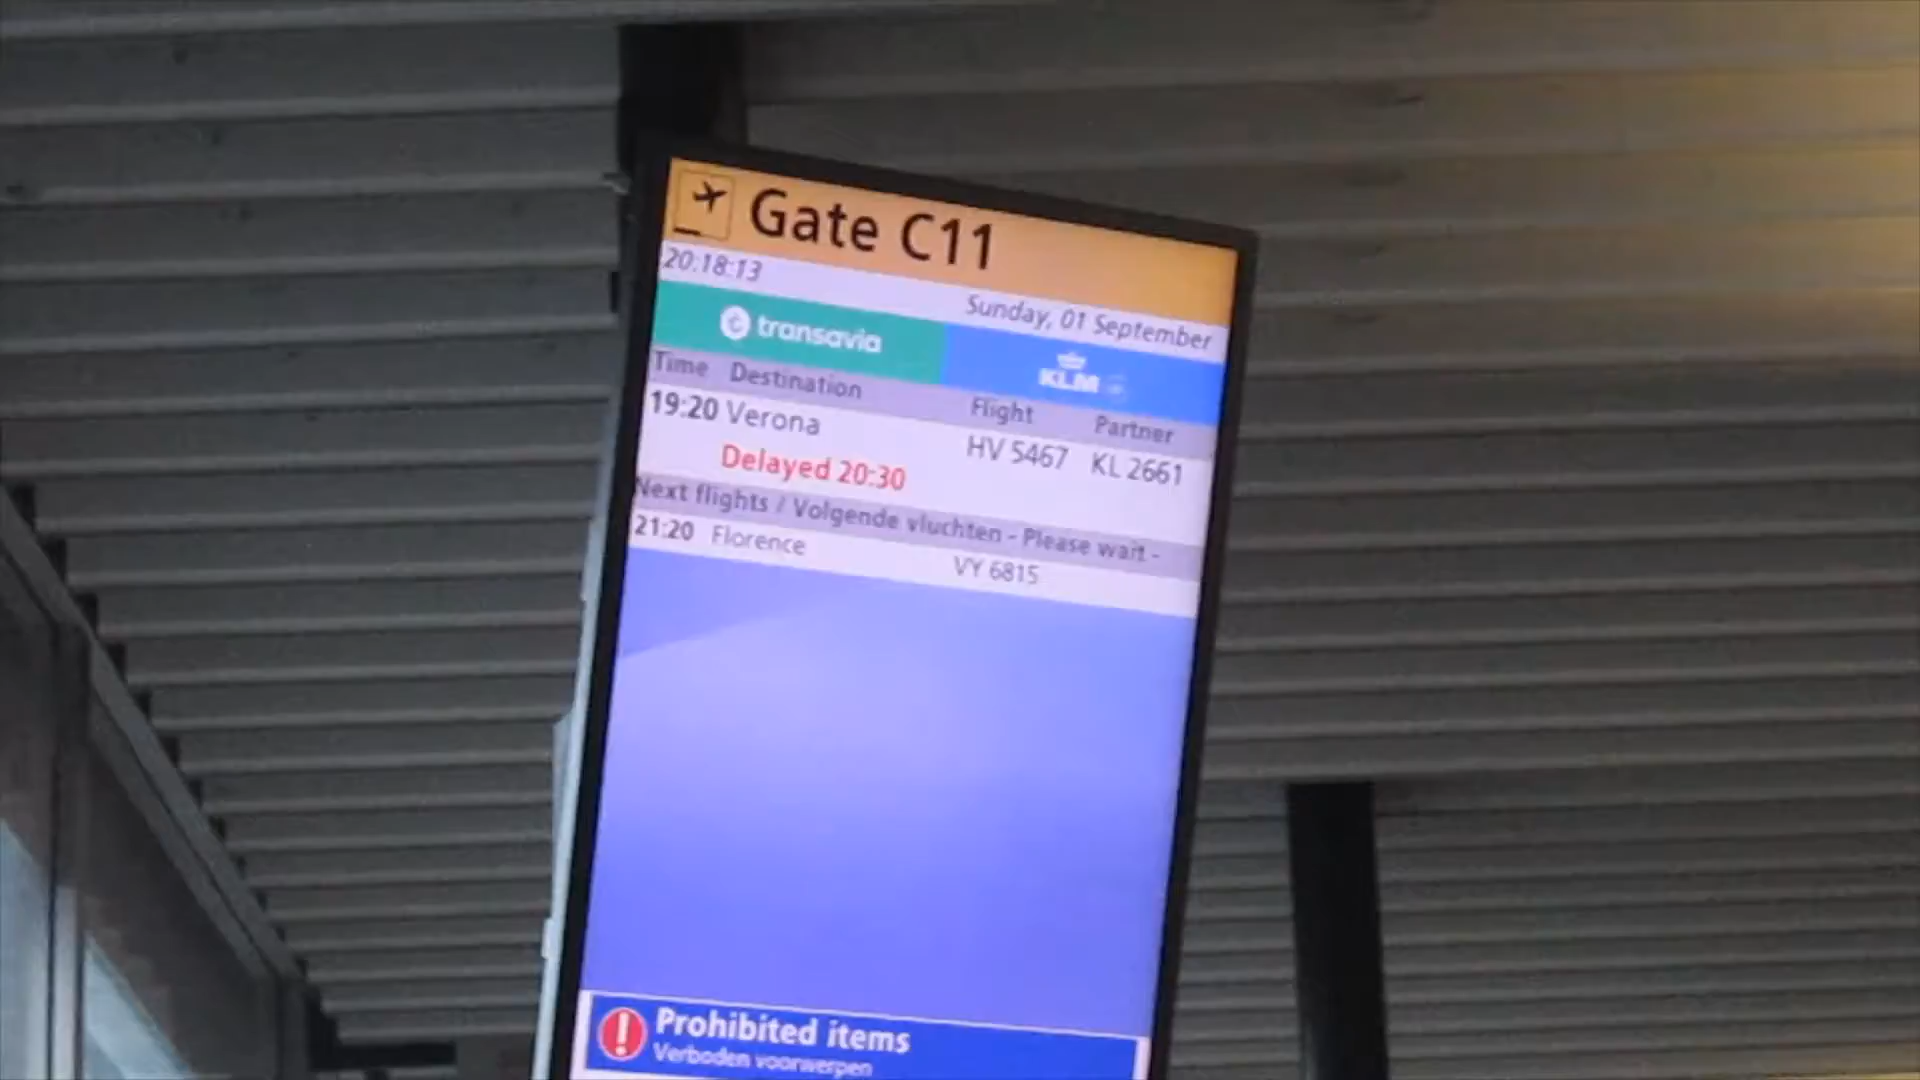 Gate C11
20:18:13
Sunday, 01 September
transavia
KLM
Time Destination Flight Partner
19:20 Verona HV 5467 KL 2661
Delayed 20:30
Next flights / Volgende vluchten - Please wait -
21:20 Florence VY 6815
Prohibited items
Verboden voorwerpen